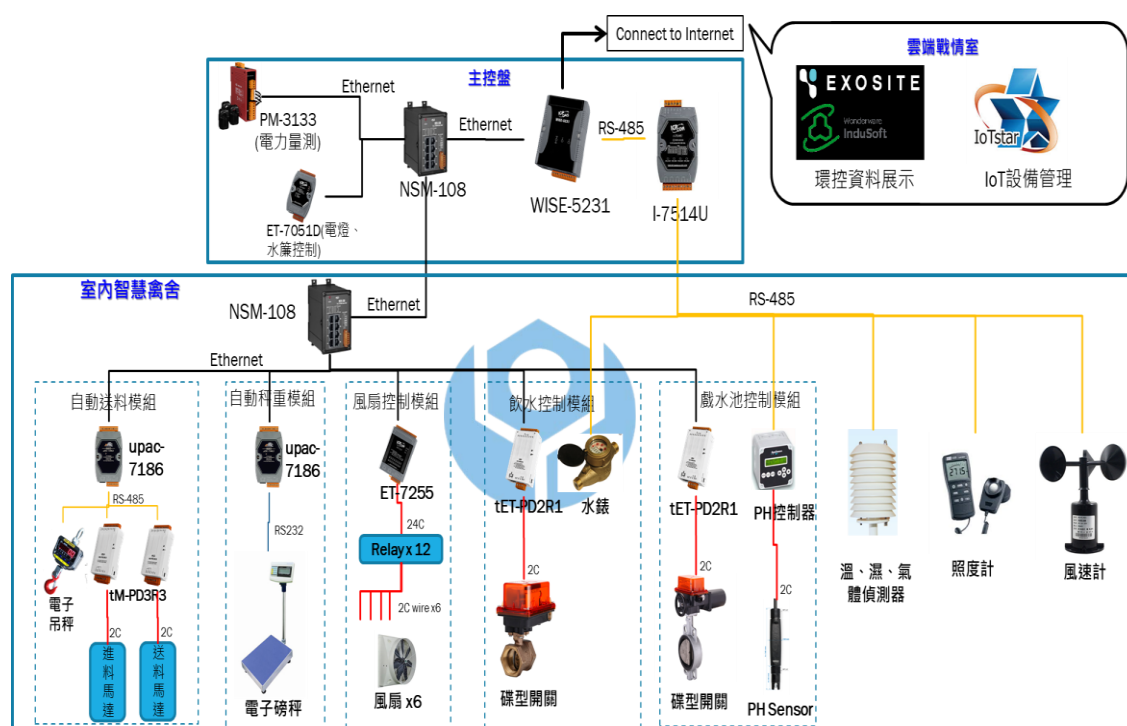 Connect to Internet
雲端戰情室
EXOSITE
Wonderware
InduSoft
IoTstar
環控資料展示
IoT設備管理
主控盤
Ethernet
PM-3133
(電力量測)
Ethernet
RS-485
NSM-108
WISE-5231
I-7514U
ET-7051D(電燈、
水簾控制)
室內智慧禽舍
NSM-108
Ethernet
RS-485
Ethernet
自動送料模組
自動秤重模組
風扇控制模組
飲水控制模組
戲水池控制模組
upac-
7186
upac-
7186
ET-7255
tET-PD2R1
水錶
tET-PD2R1
PH控制器
RS-485
RS232
24C
Relay x 12
電子
吊秤
tM-PD3R3
2C
2C
2C wire x6
2C
2C
2C
進料馬達
送料馬達
電子磅秤
風扇 x6
碟型開關
碟型開關
PH Sensor
溫、濕、氣
體偵測器
照度計
風速計